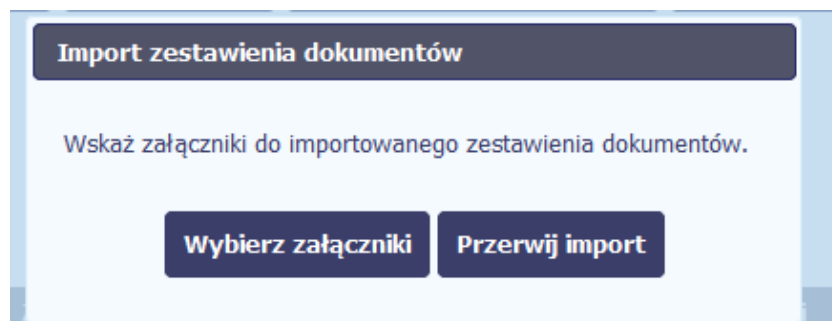 Import zestawienia dokumentów
Wskaż załączniki do importowanego zestawienia dokumentów.
Wybierz załączniki Przerwij import